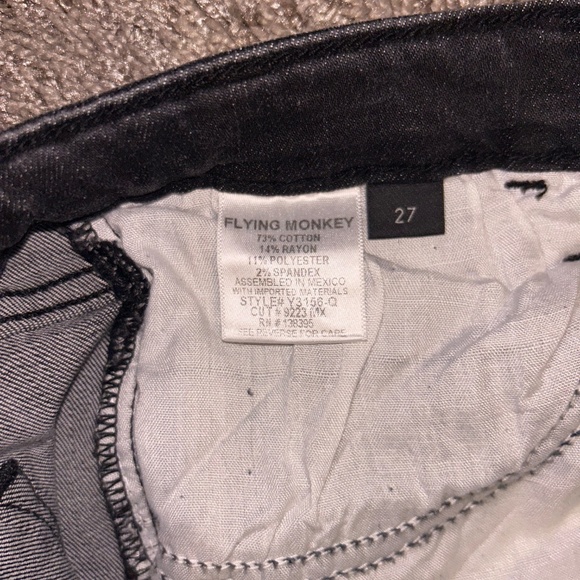 FLYING MONKEY
73% COTTON
14% RAYON
11% POLYESTER
2% SPANDEX
ASSEMBLED IN MEXICO
WITH IMPORTED MATERIALS
STYLE# Y3156-Q
CUT# 9223 MX
RN# 138395
SEE REVERSE FOR CARE
27